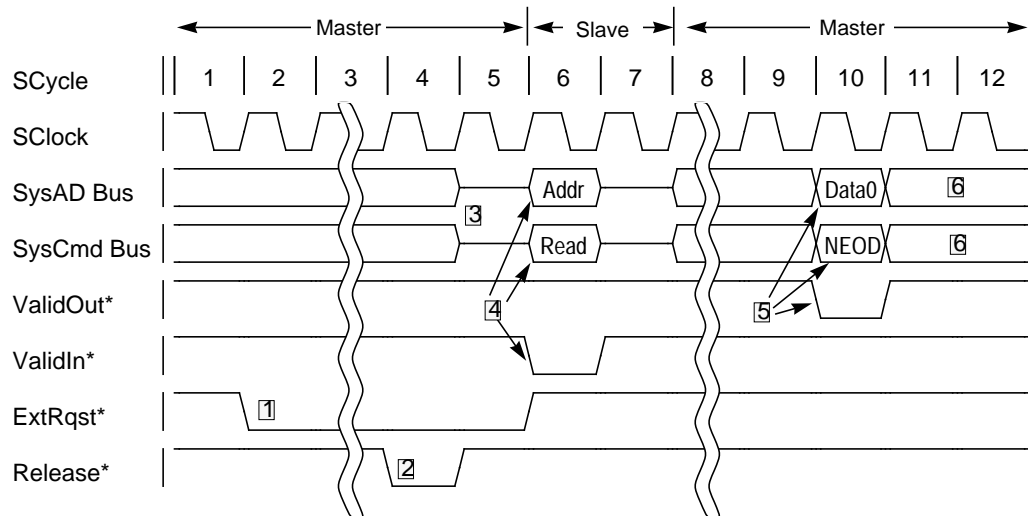 Master Slave Master
SCycle 1 2 3 4 5 6 7 8 9 10 11 12
SClock
SysAD Bus Addr Data0 6
3
SysCmd Bus Read NEOD 6
ValidOut* 4 5
ValidIn*
ExtRqst* 1
Release* 2